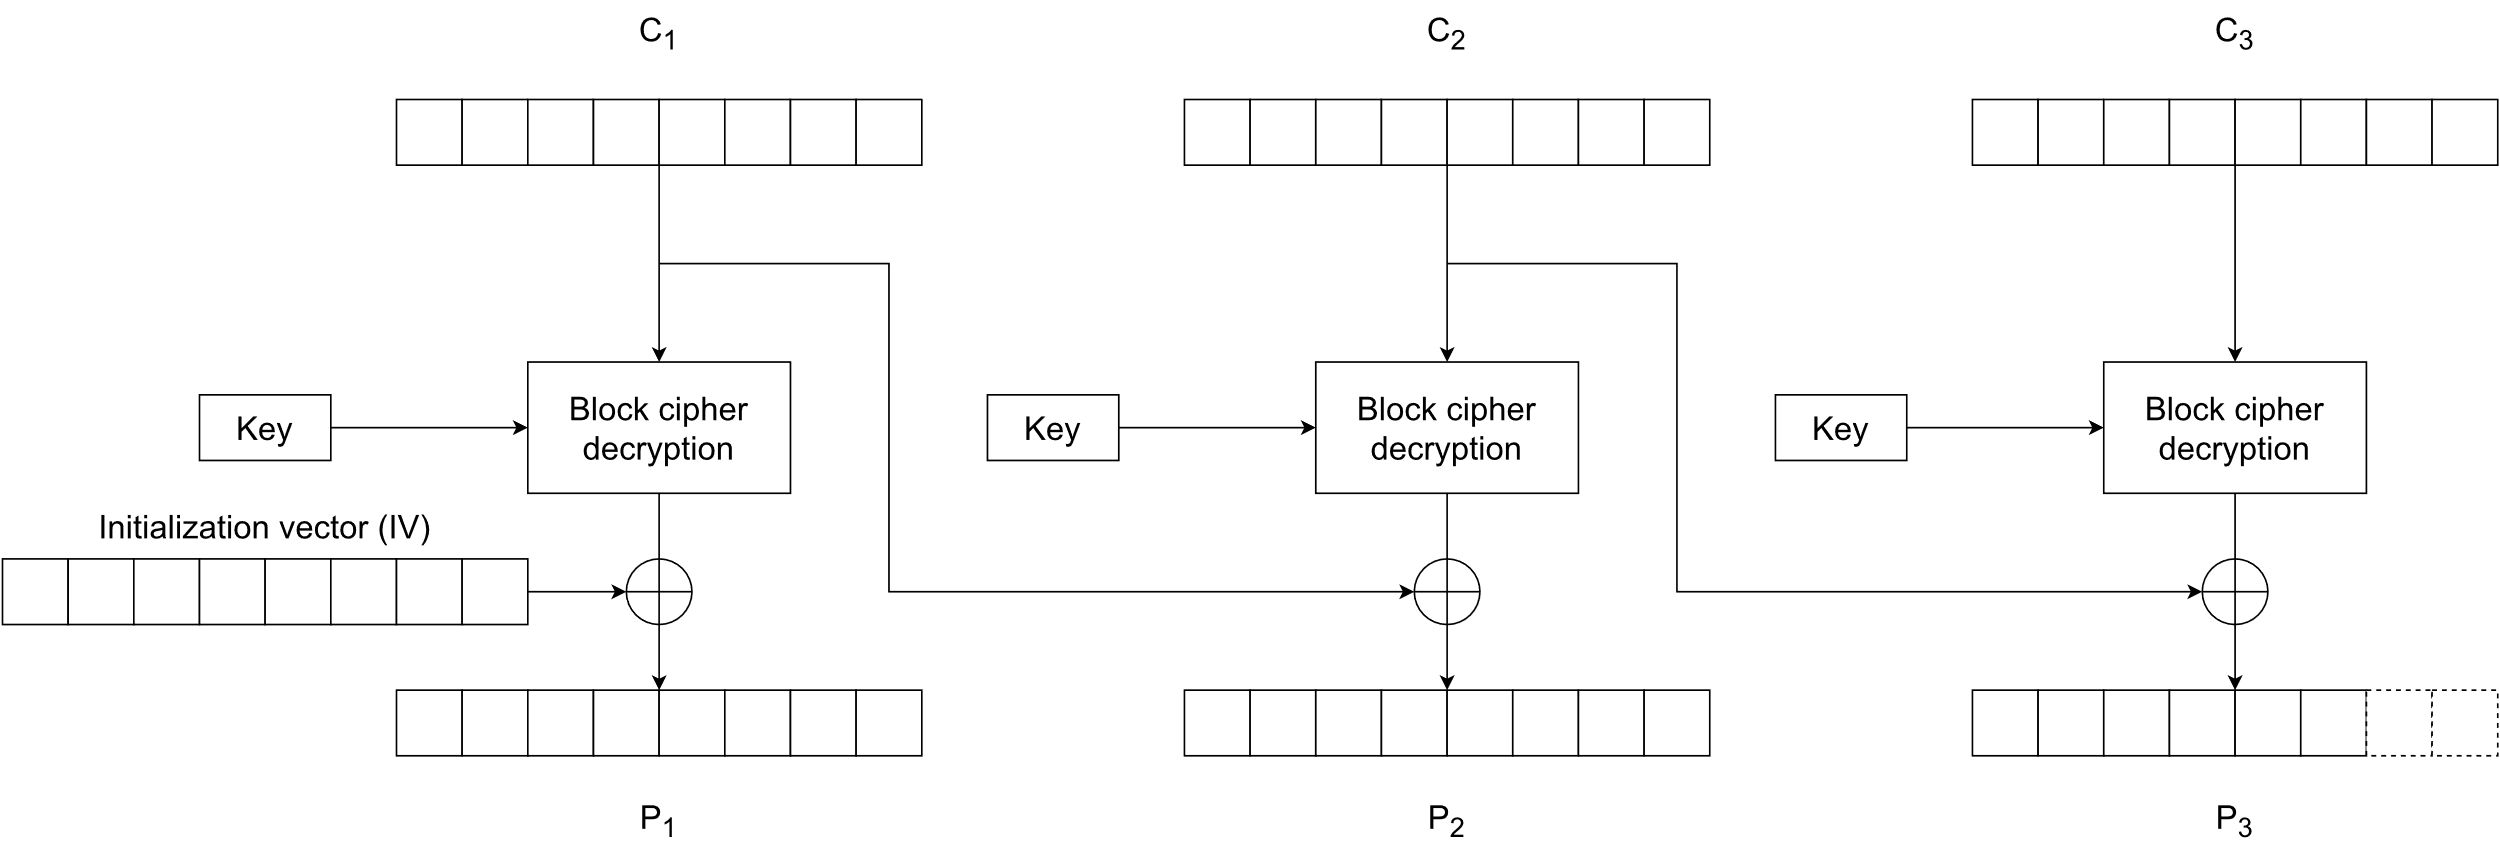 C1
C2
C3
Key
Block cipher
decryption
Key
Block cipher
decryption
Key
Block cipher
decryption
Initialization vector (IV)
P1
P2
P3